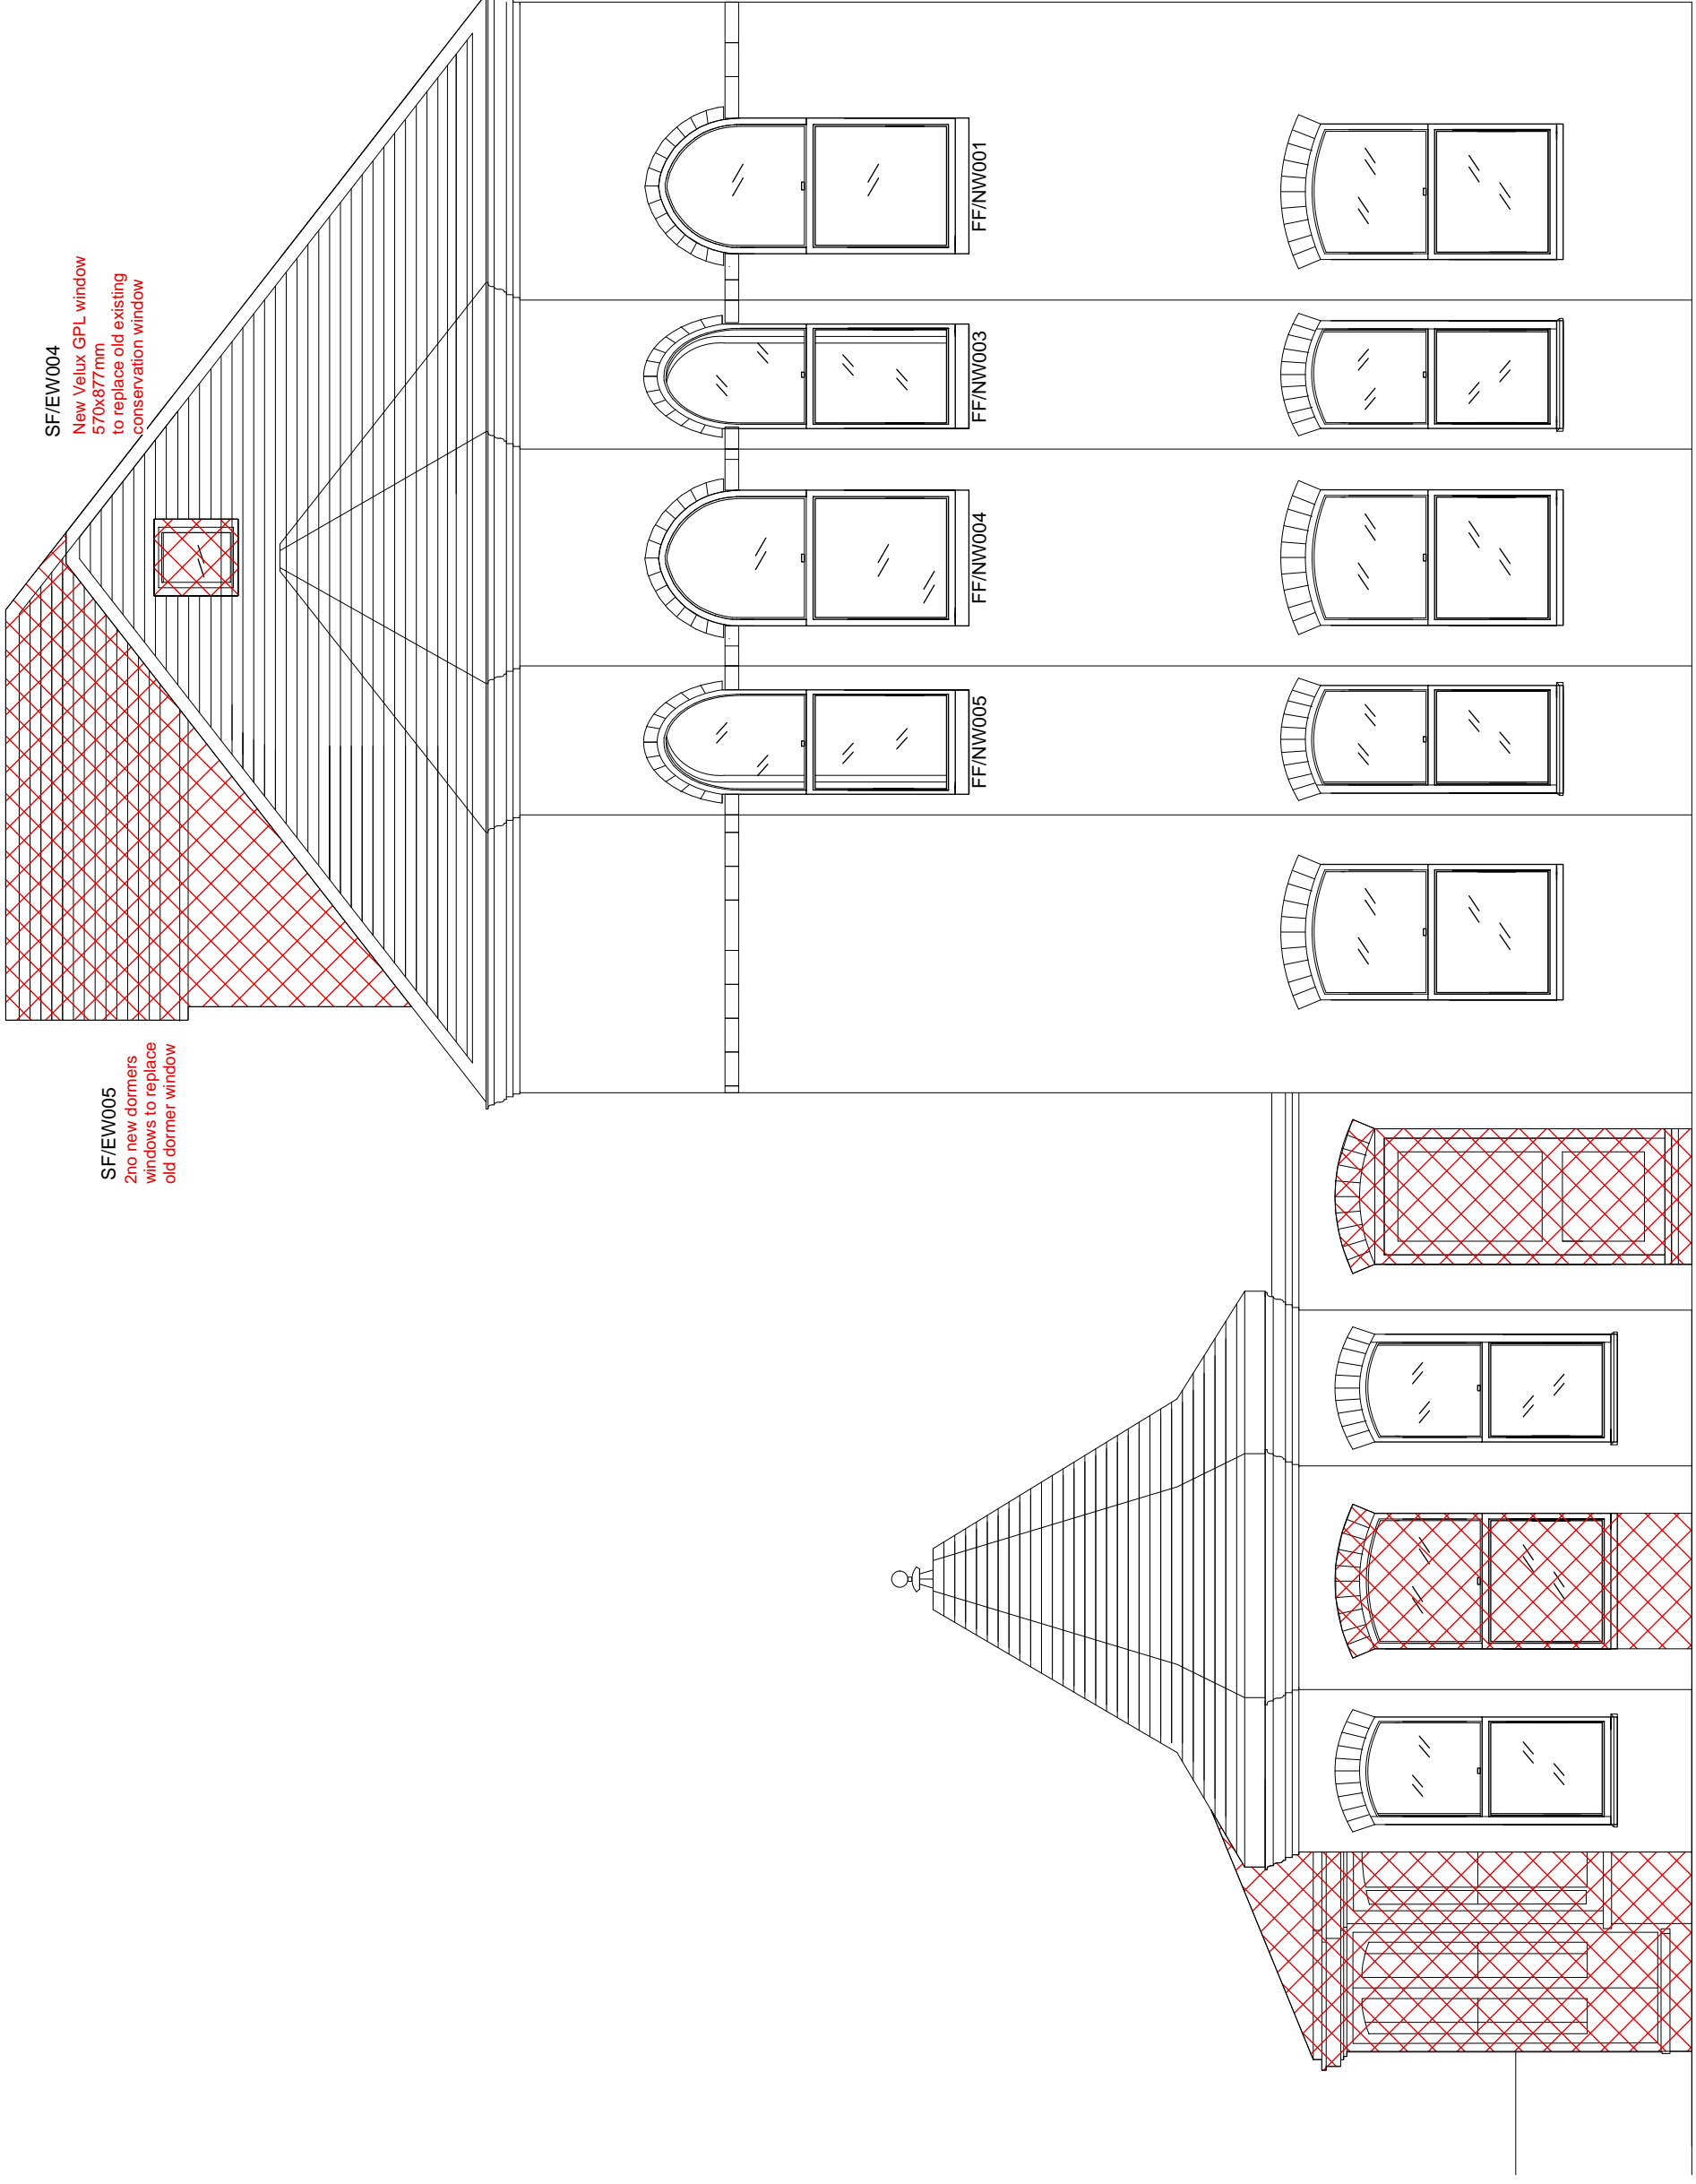 SF/EW004
New Velux GPL window
570x877mm
to replace old existing
conservation window
SF/EW005
2no new dormers
windows to replace
old dormer window
FF/NW005
FF/NW004
FF/NW003
FF/NW001